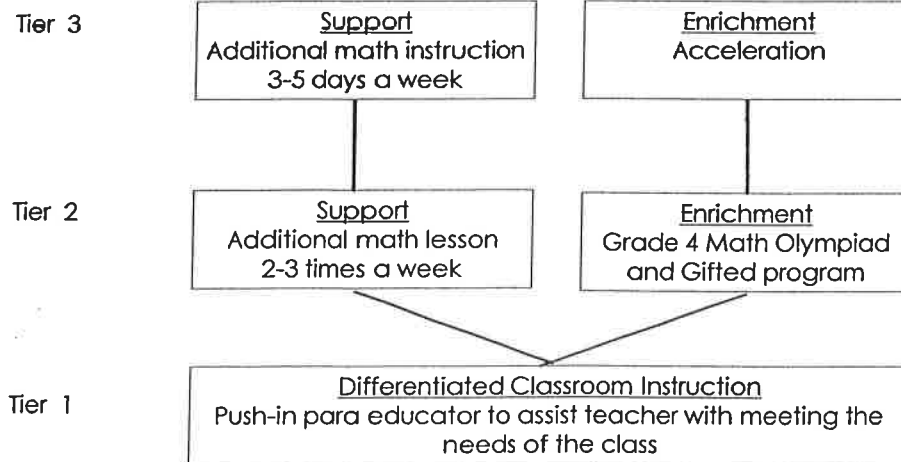 Tier 3
Support
Additional math instruction
3-5 days a week
Enrichment
Acceleration
Tier 2
Support
Additional math lesson
2-3 times a week
Enrichment
Grade 4 Math Olympiad
and Gifted program
Tier 1
Differentiated Classroom Instruction
Push-in para educator to assist teacher with meeting the
needs of the class